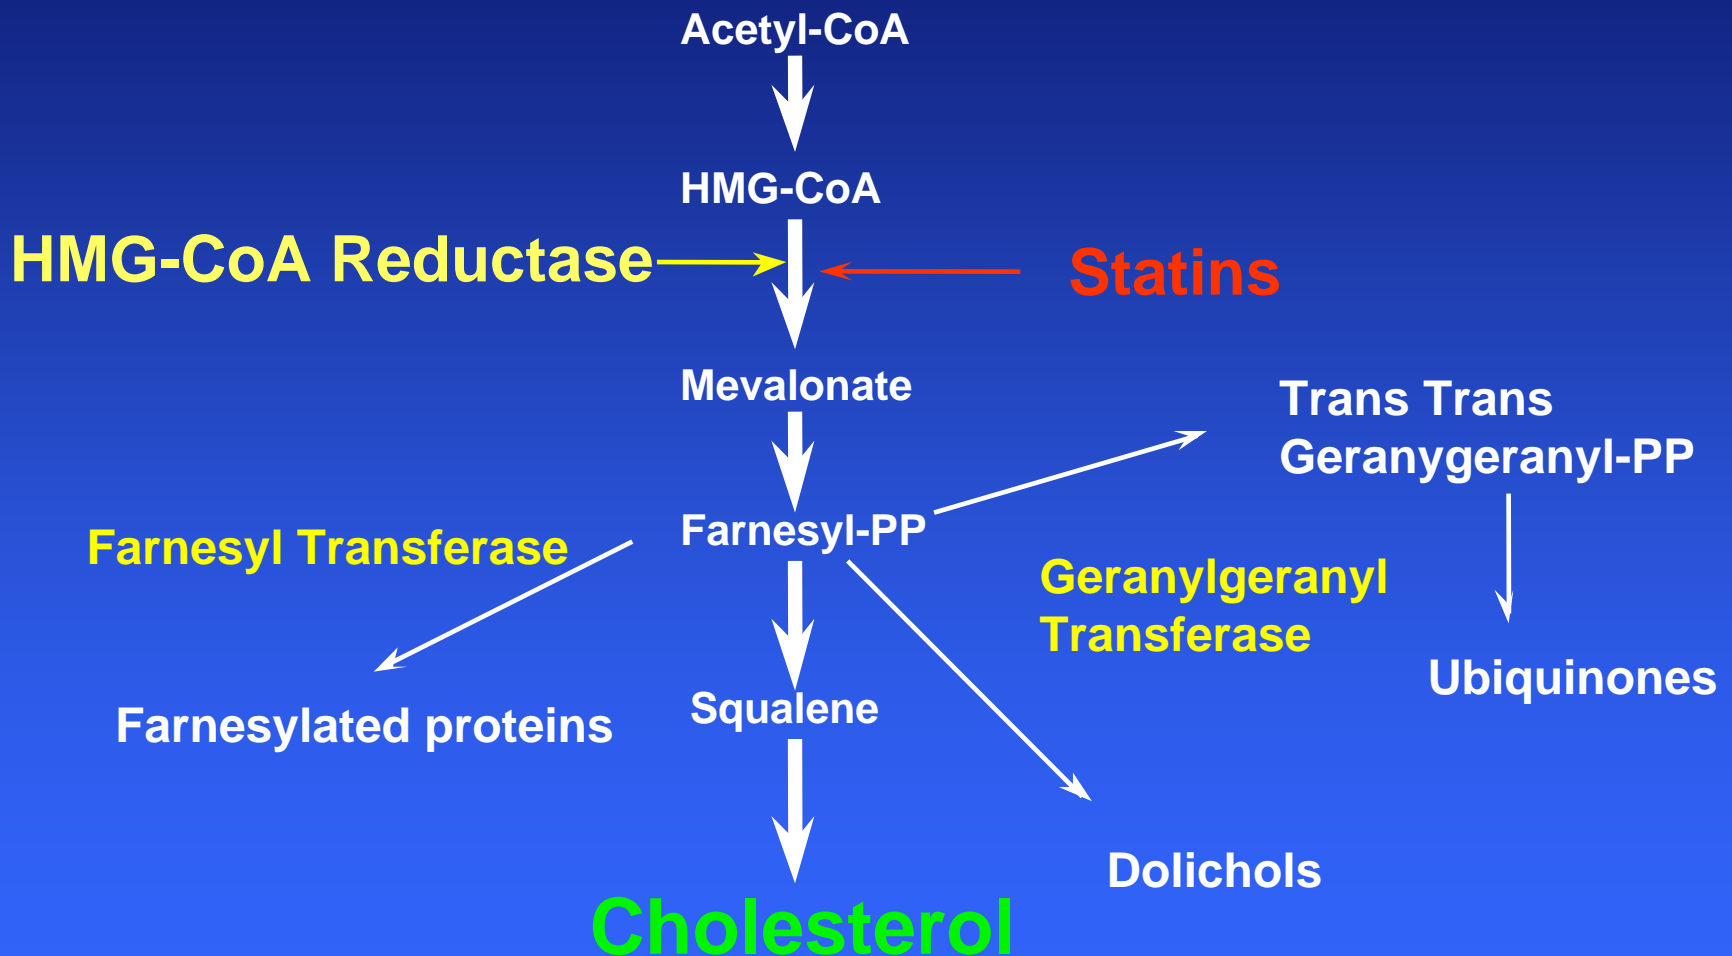 Acetyl-CoA
HMG-CoA
HMG-CoA Reductase
Statins
Mevalonate
Trans Trans
Geranygeranyl-PP
Farnesyl-PP
Farnesyl Transferase
Geranylgeranyl
Transferase
Ubiquinones
Squalene
Farnesylated proteins
Dolichols
Cholesterol